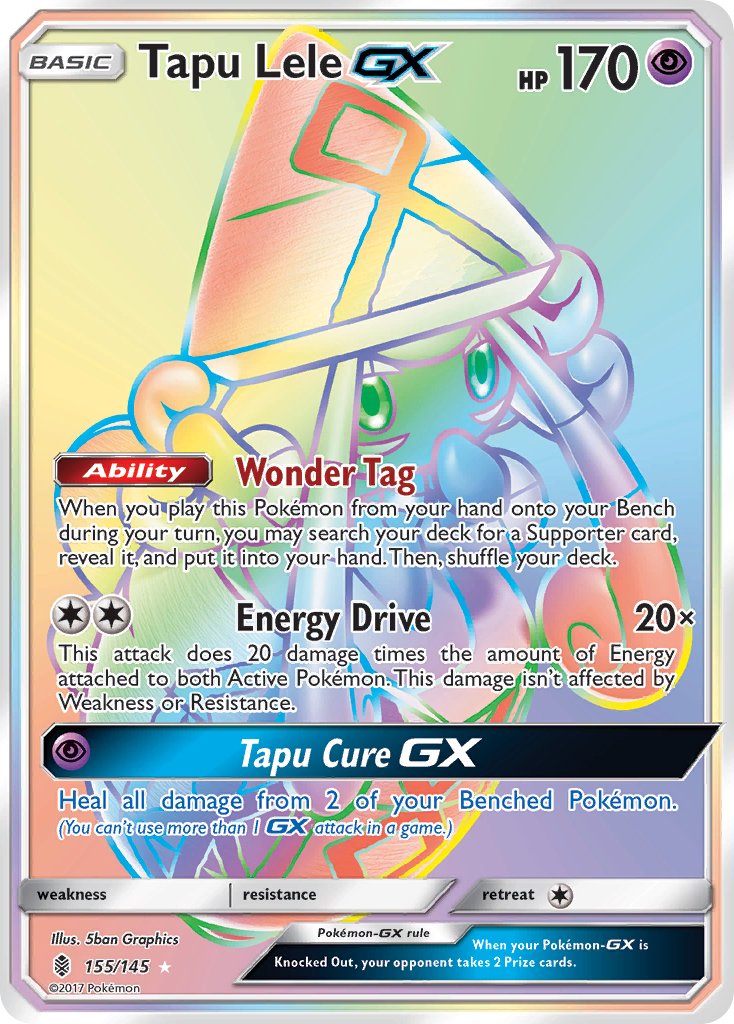 BASIC Tapu Lele GX HP 170
Ability Wonder Tag
When you play this Pokémon from your hand onto your Bench
during your turn, you may search your deck for a Supporter card,
reveal it, and put it into your hand. Then, shuffle your deck.
Energy Drive 20×
This attack does 20 damage times the amount of Energy
attached to both Active Pokémon. This damage isn't affected by
Weakness or Resistance.
Tapu Cure GX
Heal all damage from 2 of your Benched Pokémon.
(You can't use more than 1 GX attack in a game.)
weakness resistance retreat
Illus. 5ban Graphics
155/145
©2017 Pokémon
Pokémon-GX rule
When your Pokémon-GX is
Knocked Out, your opponent takes 2 Prize cards.